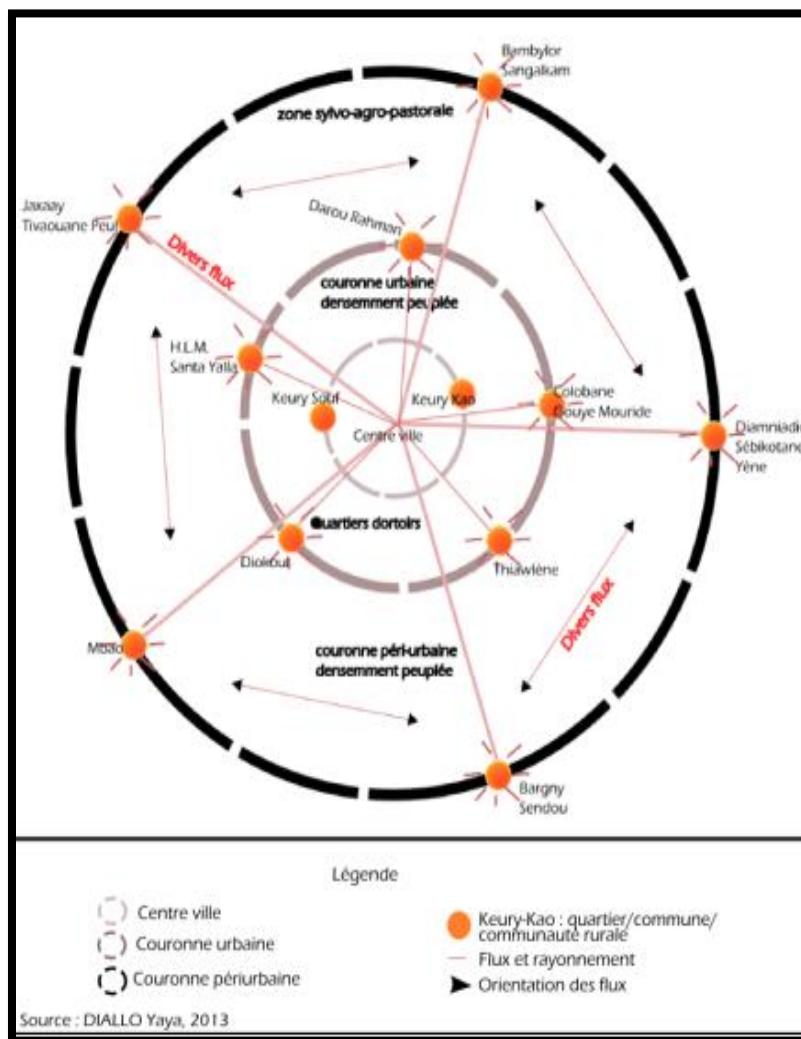 Bambylor
Sangalkam
zone sylvo-agro-pastorale
Jaxaay
Tivaouane Peul
Divers flux
Darou Rahman
couronne urbaine
densemment peuplée
H.L.M.
Santa Yalla
Keury Souf
Keury Kao
Colobane
Gouye Mouride
Centre ville
Diamniadio
Sébikotane
Yène
Quartiers dortoirs
Diokoul
Thiawlène
Divers flux
Mbao
couronne péri-urbaine
densemment peuplée
Bargny
Sendou
Légende
Centre ville
Couronne urbaine
Couronne périurbaine
Keury-Kao : quartier/commune/
communauté rurale
Flux et rayonnement
Orientation des flux
Source : DIALLO Yaya, 2013